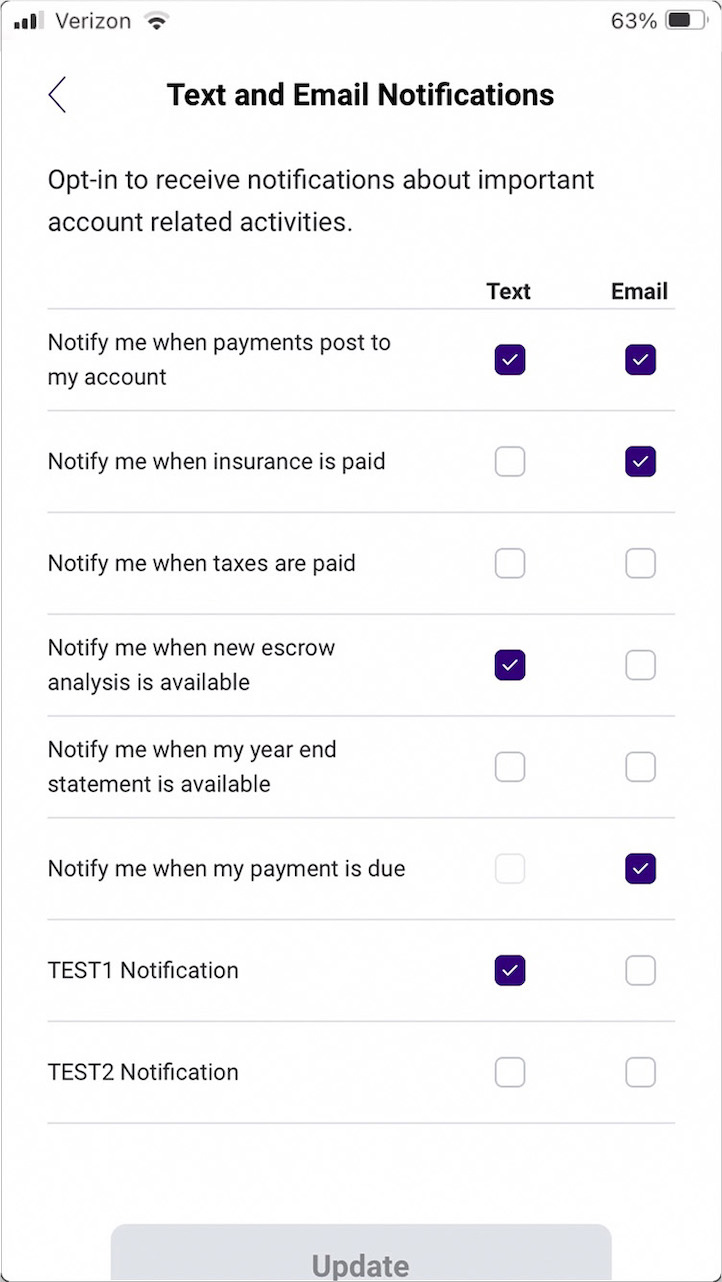 Verizon 63%
Text and Email Notifications
Opt-in to receive notifications about important
account related activities.
Text Email
Notify me when payments post to
my account
Notify me when insurance is paid
Notify me when taxes are paid
Notify me when new escrow
analysis is available
Notify me when my year end
statement is available
Notify me when my payment is due
TEST1 Notification
TEST2 Notification
Update